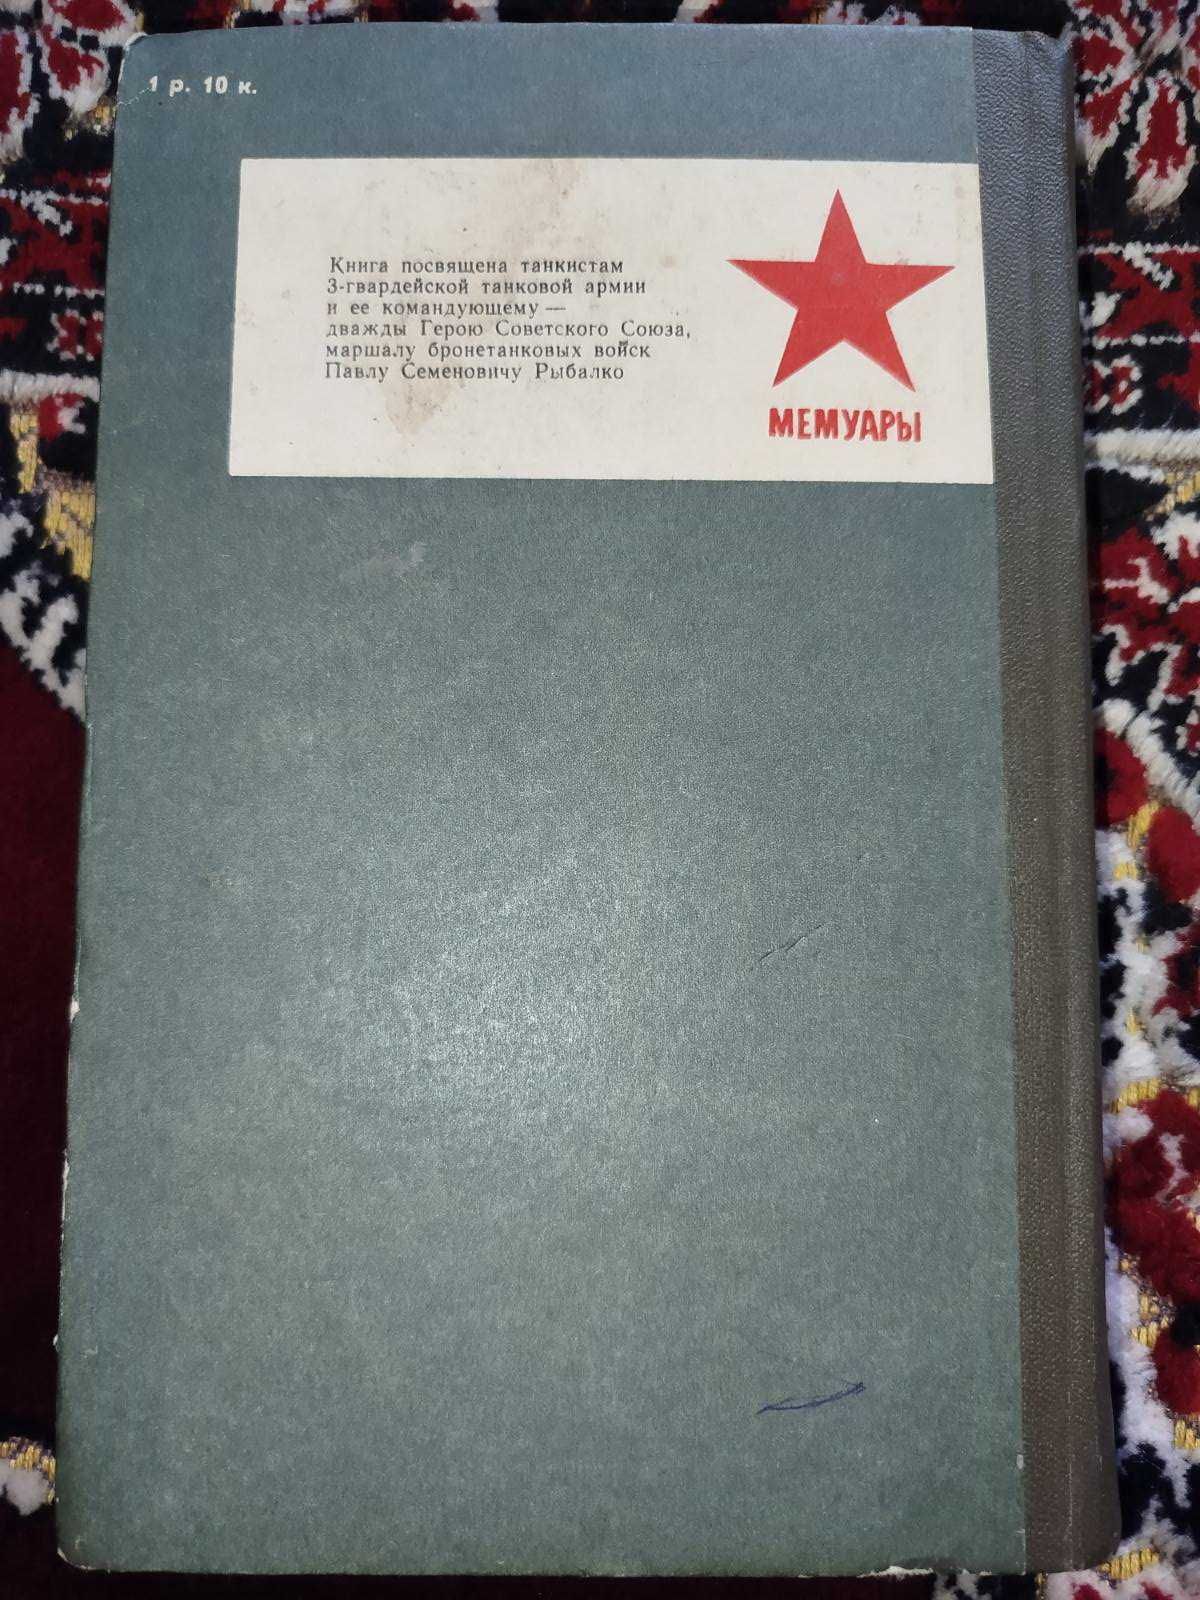 1 р. 10 к.
Книга посвящена танкистам
3-гвардейской танковой армии
и ее командующему —
дважды Герою Советского Союза,
маршалу бронетанковых войск
Павлу Семеновичу Рыбалко
МЕМУАРЫ